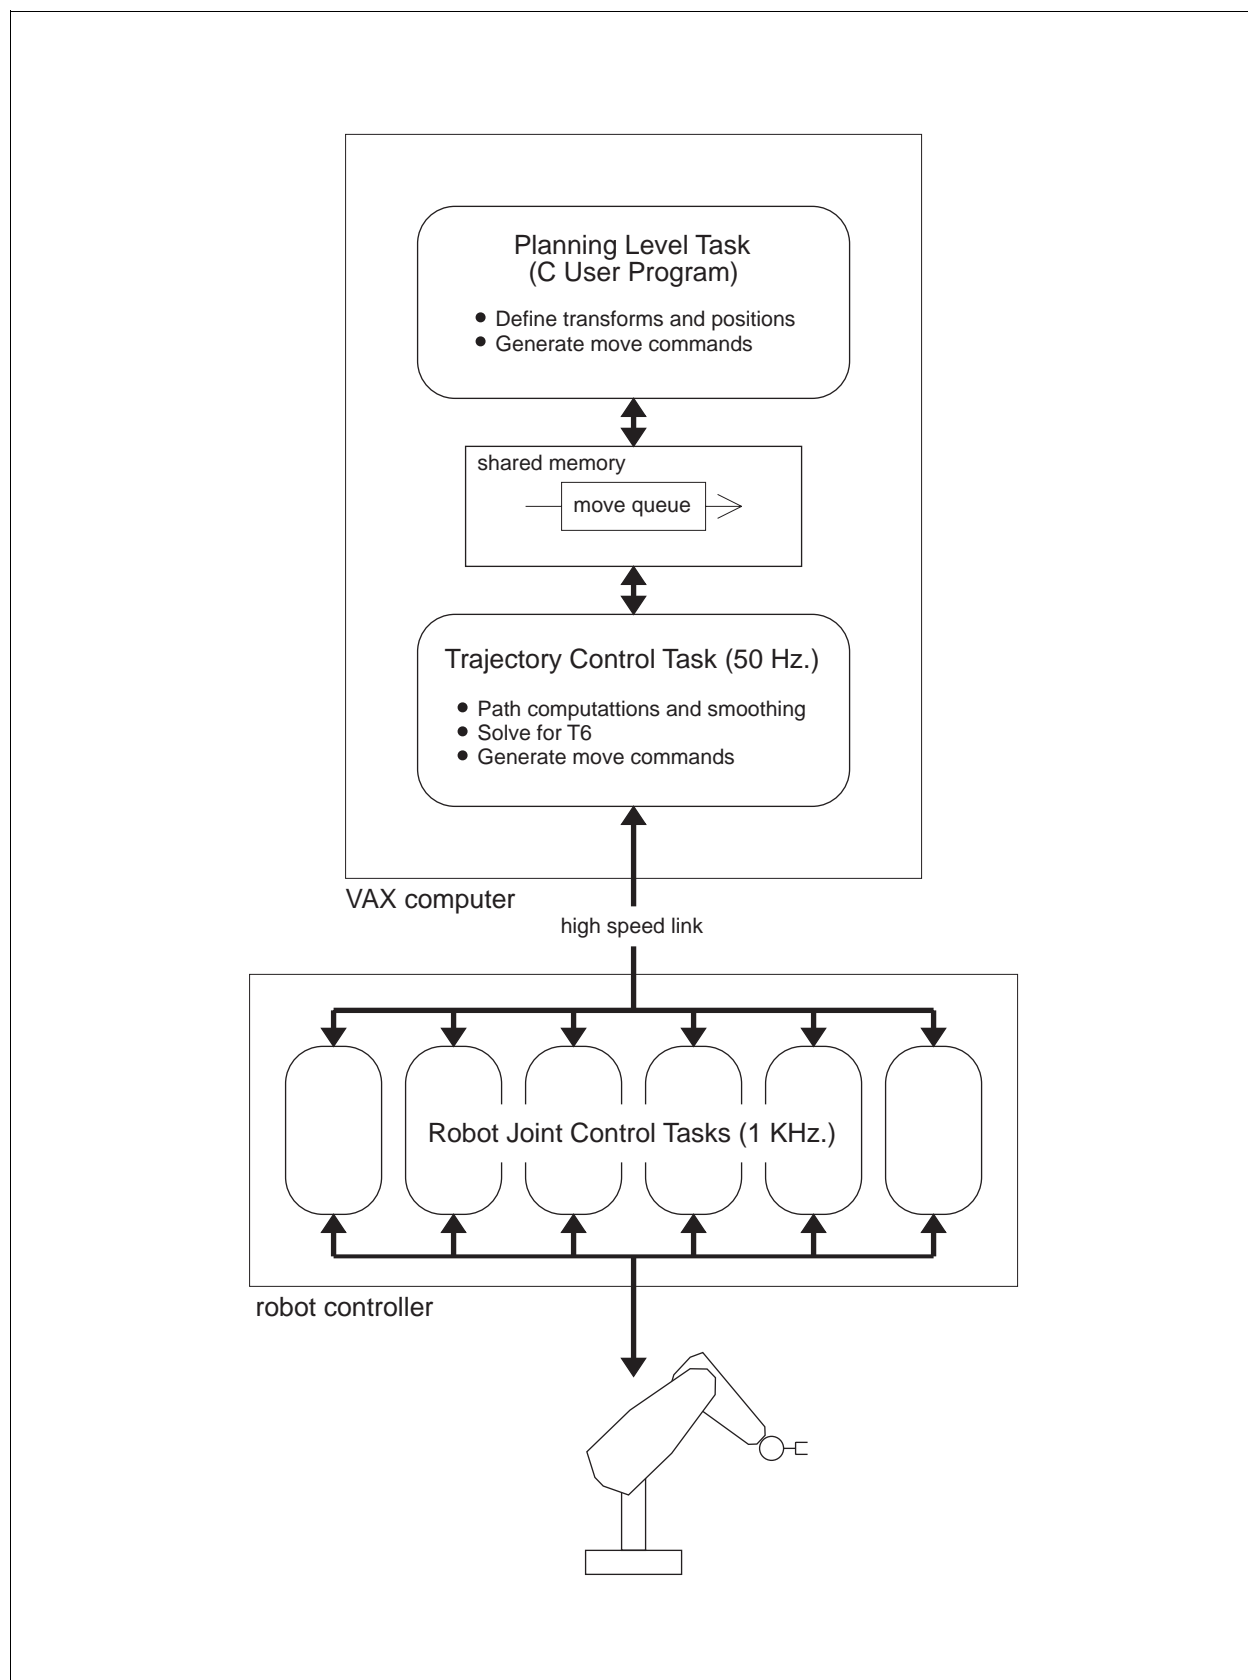 Planning Level Task
(C User Program)
● Define transforms and positions
● Generate move commands
shared memory
move queue
Trajectory Control Task (50 Hz.)
● Path computattions and smoothing
● Solve for T6
● Generate move commands
VAX computer
high speed link
Robot Joint Control Tasks (1 KHz.)
robot controller